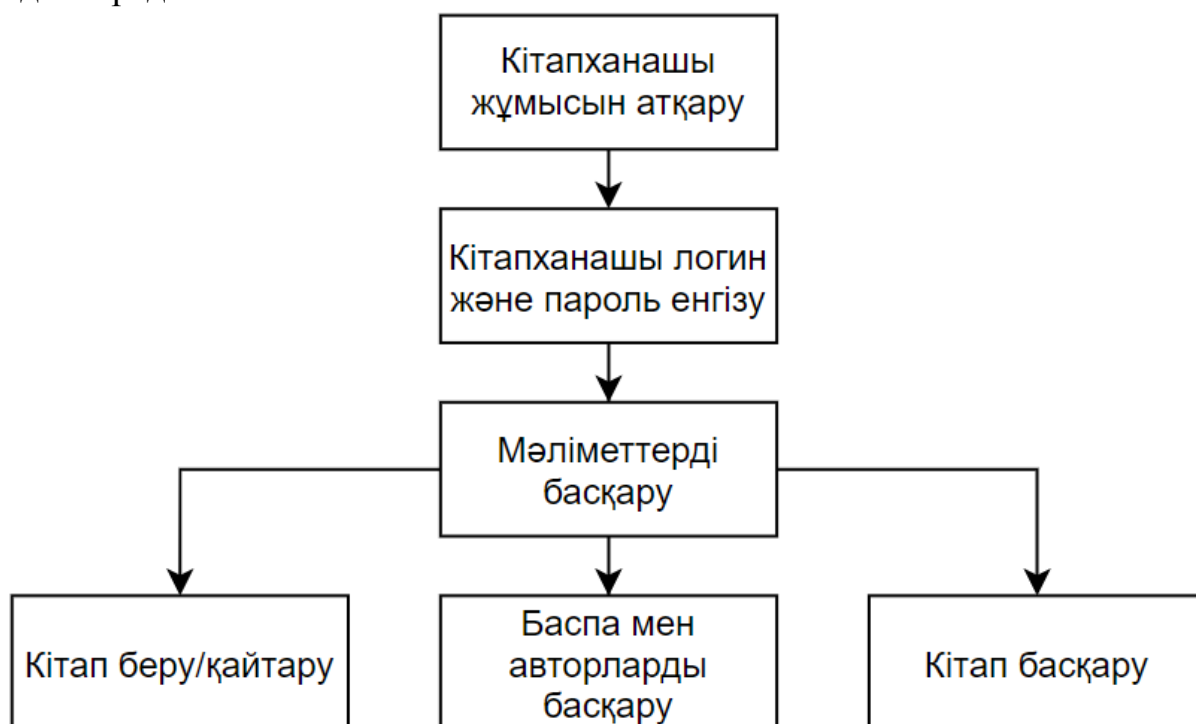 Кітапханашы
жұмысын атқару
Кітапханашы логин
және пароль енгізу
Мәліметтерді
басқару
Кітап беру/қайтару
Баспа мен
авторларды
басқару
Кітап басқару